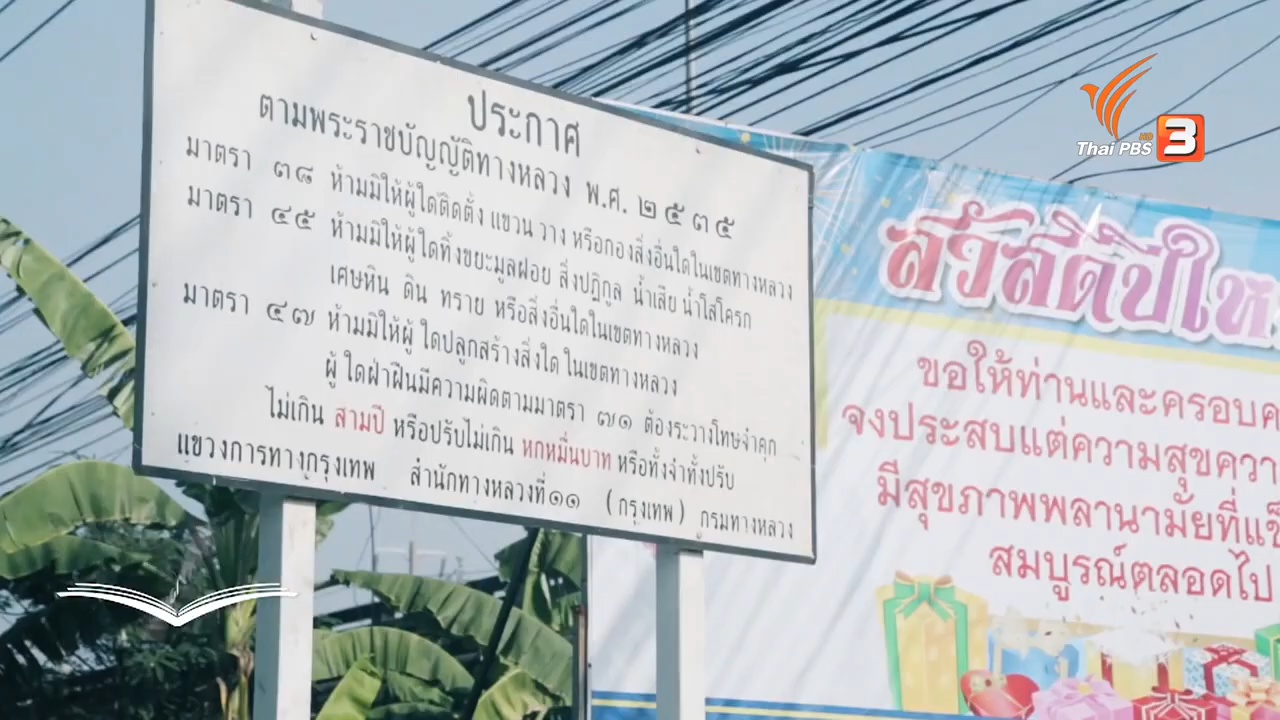 ประกาศ
ตามพระราชบัญญัติทางหลวง พ.ศ. ๒๕๓๕
มาตรา ๓๘ ห้ามมิให้ผู้ใดติดตั้ง แขวน วาง หรือกองสิ่งอื่นใดในเขตทางหลวง
มาตรา ๔๕ ห้ามมิให้ผู้ใดทิ้งขยะมูลฝอย สิ่งปฏิกูล น้ำเสีย น้ำโสโครก
เศษหิน ดิน ทราย หรือสิ่งอื่นใดในเขตทางหลวง
มาตรา ๔๗ ห้ามมิให้ผู้ใดปลูกสร้างสิ่งใดในเขตทางหลวง
ผู้ใดฝ่าฝืนมีความผิดตามมาตรา ๗๑ ต้องระวางโทษจำคุก
ไม่เกิน สามปี หรือปรับไม่เกิน หกหมื่นบาท หรือทั้งจำทั้งปรับ
แขวงการทางกรุงเทพ สำนักทางหลวงที่๑๑ (กรุงเทพ) กรมทางหลวง
สวัสดีปีให
ขอให้ท่านและครอบค
จงประสบแต่ความสุขควา
มีสุขภาพพลานามัยที่แข็
สมบูรณ์ตลอดไป
Thai PBS HD 3